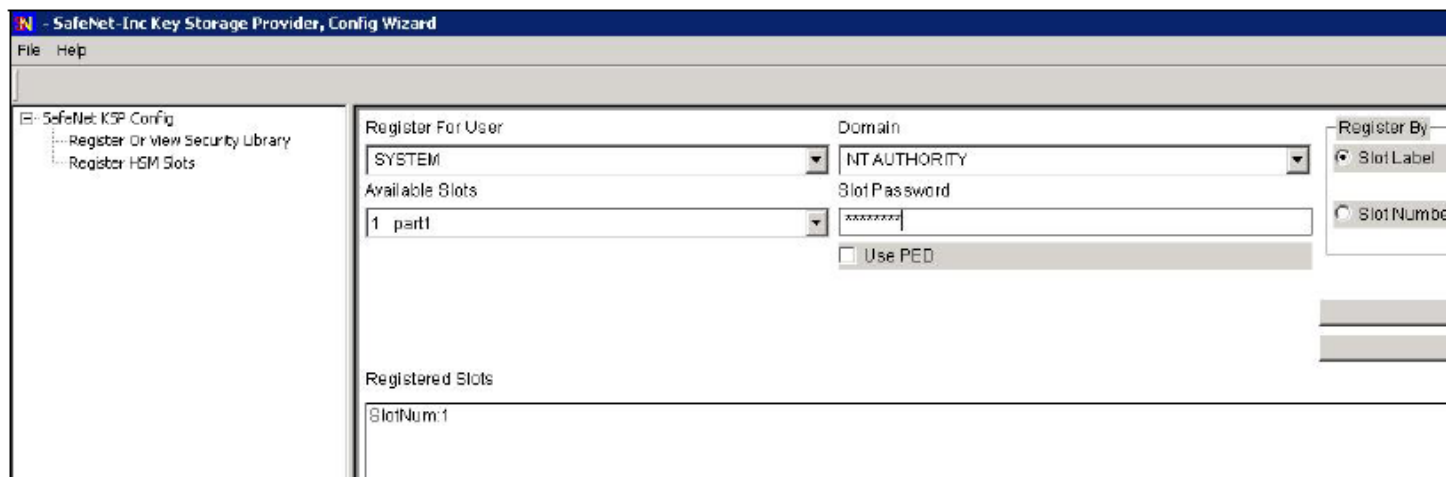 - SafeNet-Inc Key Storage Provider, Config Wizard
File Help
SafeNet KSP Config
Register Or View Security Library
Register HSM Slots
Register For User
Domain
Register By
SYSTEM
NT AUTHORITY
Slot Label
Available Slots
Slot Password
1 part1
********
Slot Numbe
Use PED
Registered Slots
SlotNum:1